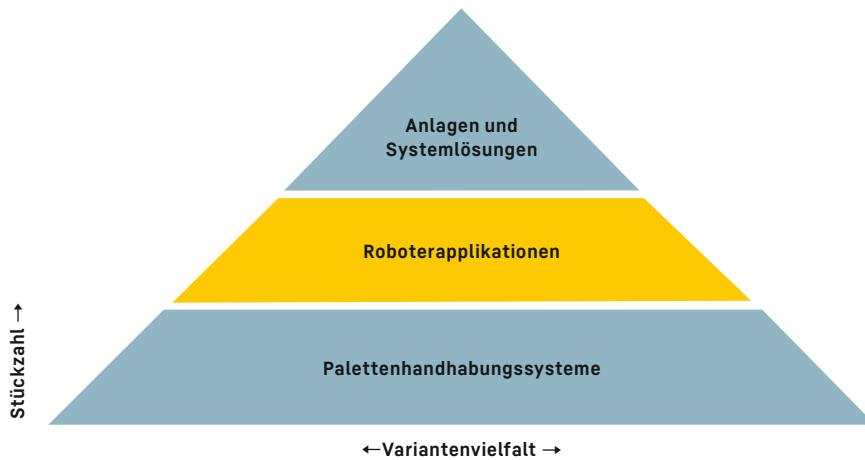 Anlagen und
Systemlösungen
Roboterapplikationen
Palettenhandhabungssysteme
Stückzahl →
←Variantenvielfalt →